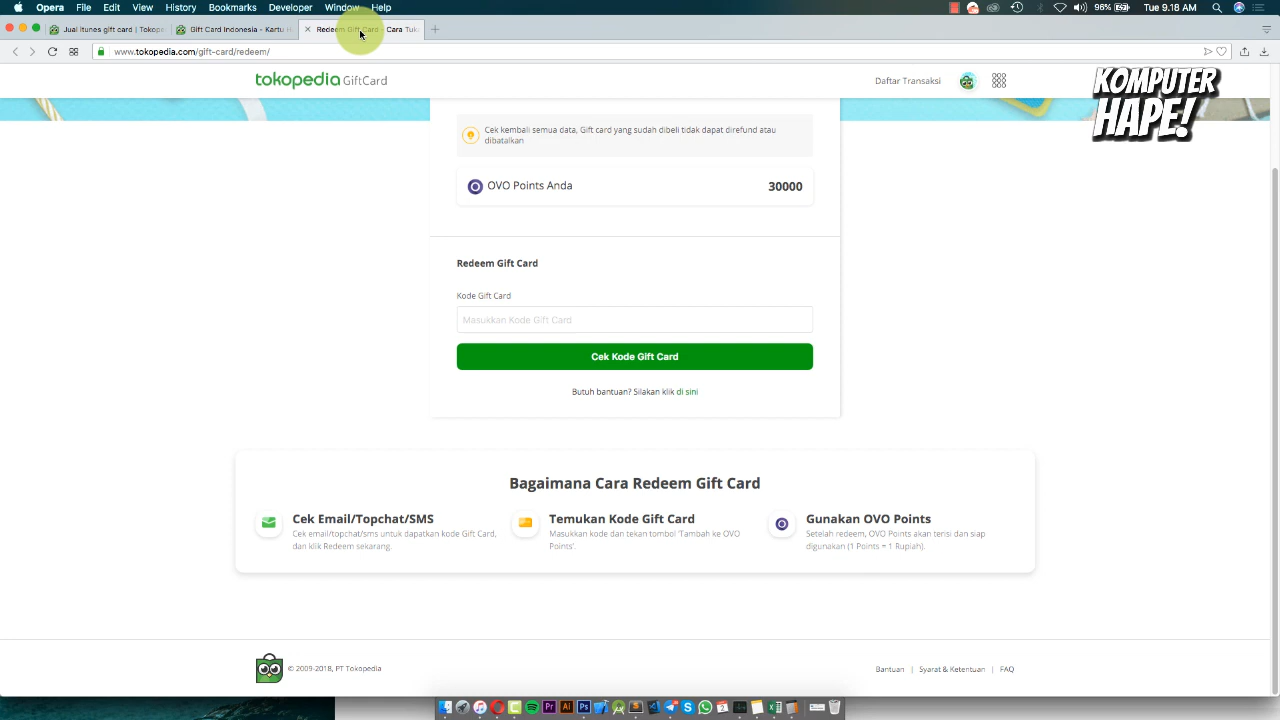 Opera File Edit View History Bookmarks Developer Window Help
98% Tue 9.18 AM
Jual Itunes gift card | Tokope
Gift Card Indonesia - Kartu H
Redeem Gift Card - Cara Tuk
www.tokopedia.com/gift-card/redeem/
tokopedia GiftCard
Daftar Transaksi
KOMPUTER
HAPE!
Cek kembali semua data, Gift card yang sudah dibeli tidak dapat direfund atau
dibatalkan
OVO Points Anda
30000
Redeem Gift Card
Kode Gift Card
Masukkan Kode Gift Card
Cek Kode Gift Card
Butuh bantuan? Silakan klik di sini
Bagaimana Cara Redeem Gift Card
Cek Email/Topchat/SMS
Cek email/topchat/sms untuk dapatkan kode Gift Card,
dan klik Redeem sekarang.
Temukan Kode Gift Card
Masukkan kode dan tekan tombol 'Tambah ke OVO
Points'.
Gunakan OVO Points
Setelah redeem, OVO Points akan terisi dan siap
digunakan (1 Points = 1 Rupiah).
© 2009-2018, PT Tokopedia
Bantuan | Syarat & Ketentuan | FAQ
Pr Ai Ps